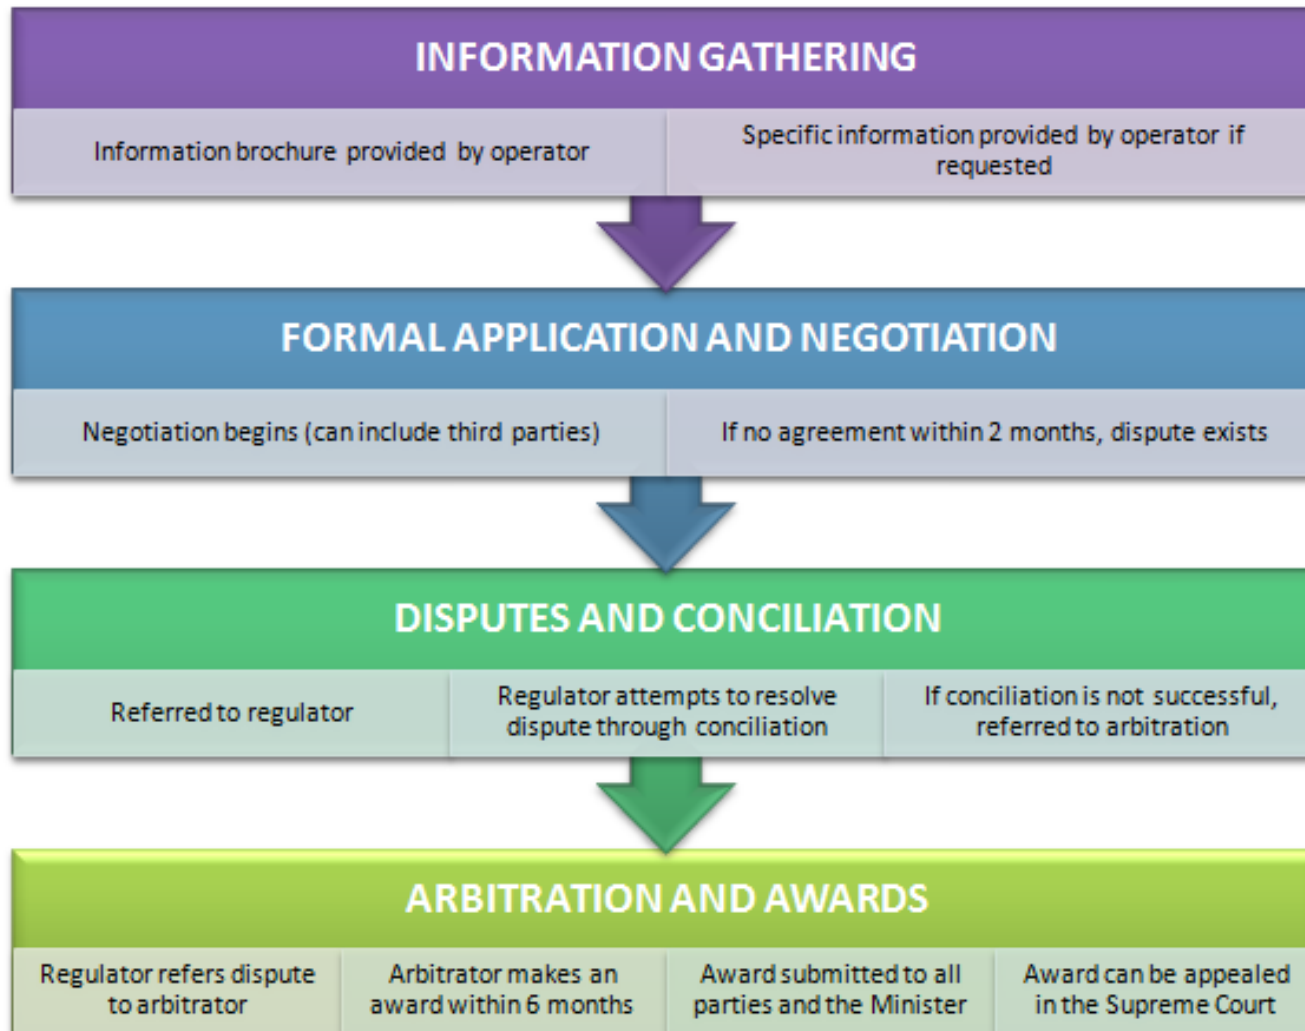 INFORMATION GATHERING
Information brochure provided by operator
Specific information provided by operator if
requested
FORMAL APPLICATION AND NEGOTIATION
Negotiation begins (can include third parties)
If no agreement within 2 months, dispute exists
DISPUTES AND CONCILIATION
Referred to regulator
Regulator attempts to resolve
dispute through conciliation
If conciliation is not successful,
referred to arbitration
ARBITRATION AND AWARDS
Regulator refers dispute
to arbitrator
Arbitrator makes an
award within 6 months
Award submitted to all
parties and the Minister
Award can be appealed
in the Supreme Court